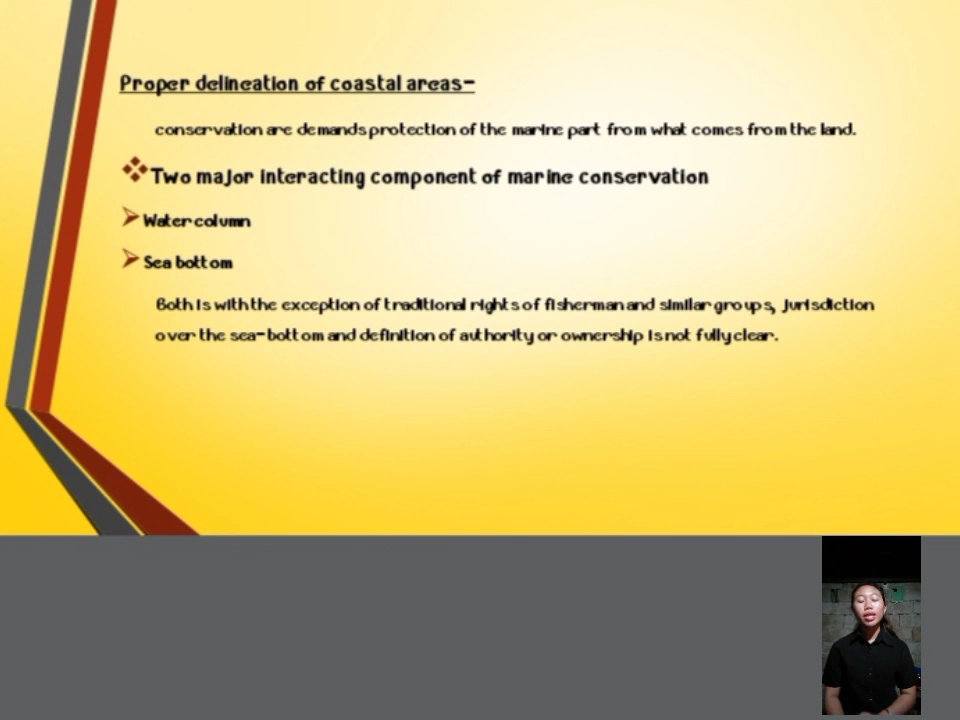 Proper delineation of coastal areas-
conservation are demands protection of the marine part from what comes from the land.
Two major interacting component of marine conservation
Water column
Sea bottom
Both is with the exception of traditional rights of fisherman and similar groups, jurisdiction
over the sea-bottom and definition of authority or ownership is not fully clear.